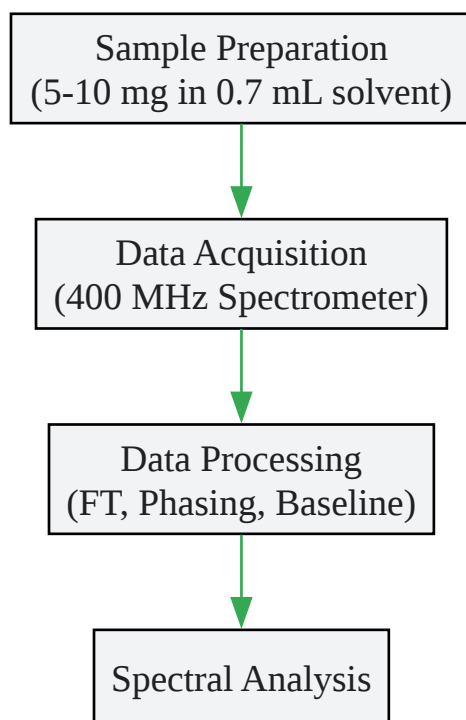 Sample Preparation
(5-10 mg in 0.7 mL solvent)
Data Acquisition
(400 MHz Spectrometer)
Data Processing
(FT, Phasing, Baseline)
Spectral Analysis